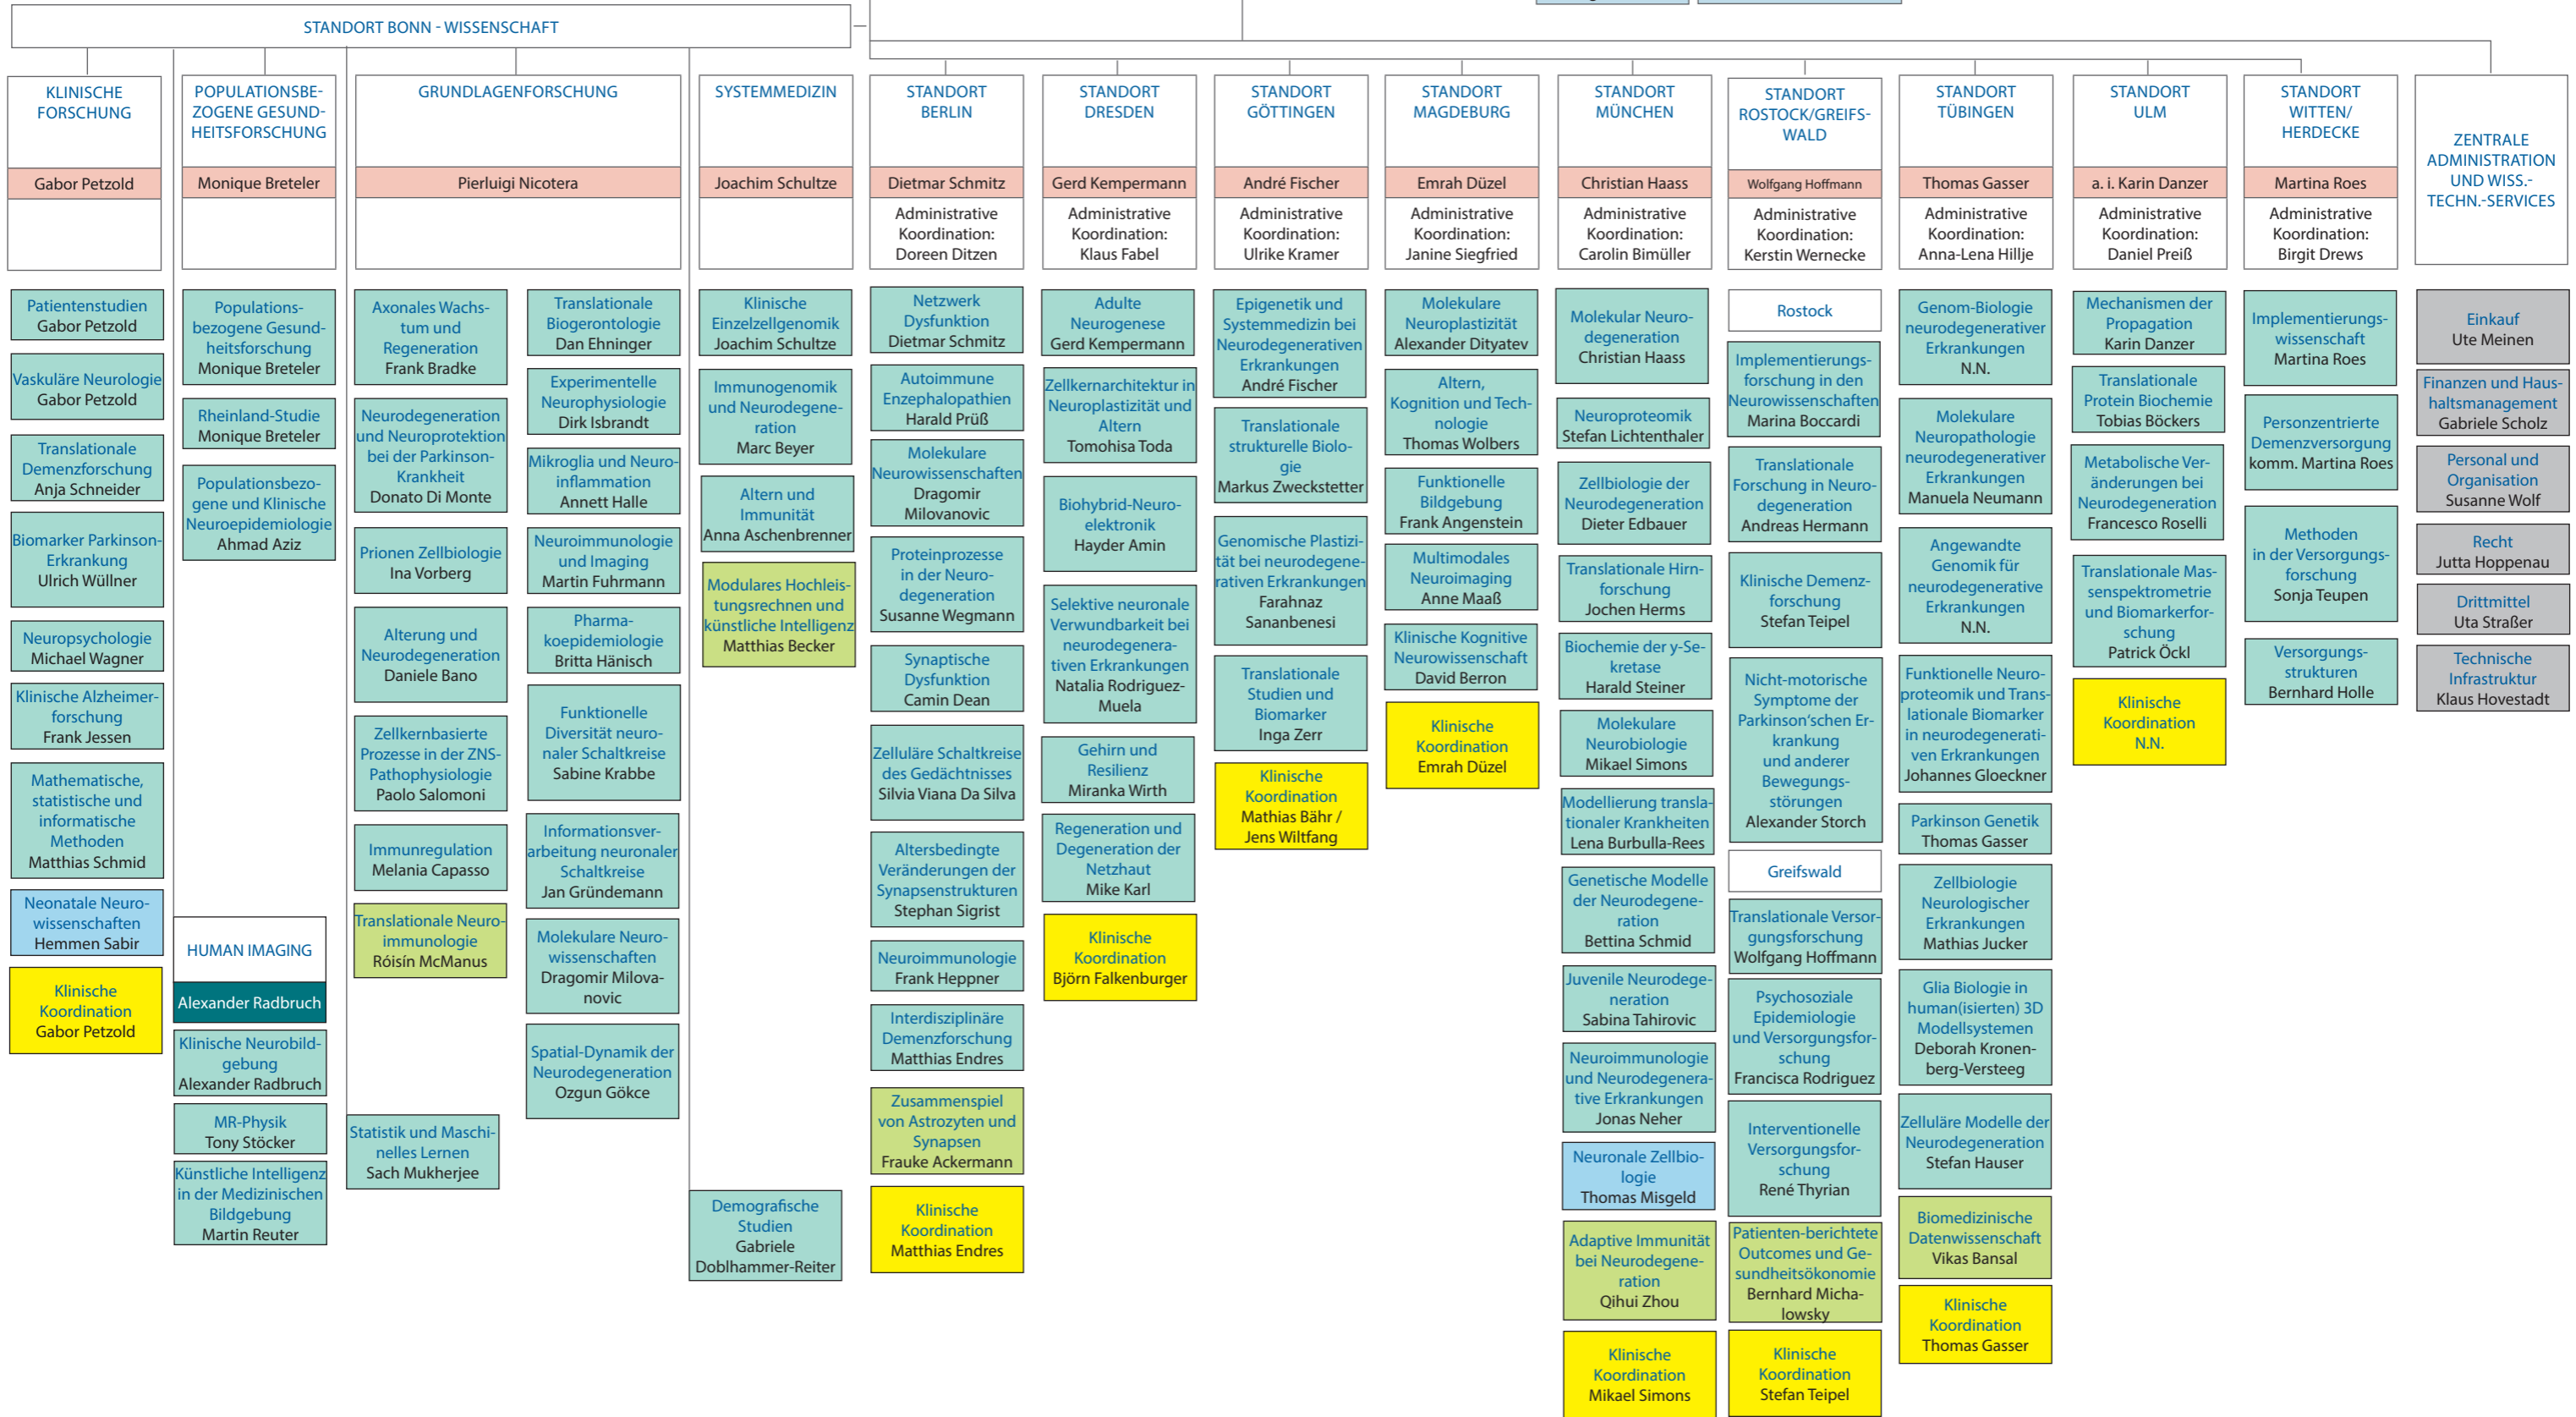 STANDORT BONN - WISSENSCHAFT
KLINISCHE
FORSCHUNG
Gabor Petzold
POPULATIONSBE-
ZOGENE GESUND-
HEITSFORSCHUNG
Monique Breteler
GRUNDLAGENFORSCHUNG
Pierluigi Nicotera
SYSTEMMEDIZIN
Joachim Schultze
STANDORT
BERLIN
Dietmar Schmitz
Administrative
Koordination:
Doreen Ditzen
STANDORT
DRESDEN
Gerd Kempermann
Administrative
Koordination:
Klaus Fabel
STANDORT
GÖTTINGEN
André Fischer
Administrative
Koordination:
Ulrike Kramer
STANDORT
MAGDEBURG
Emrah Düzel
Administrative
Koordination:
Janine Siegfried
STANDORT
MÜNCHEN
Christian Haass
Administrative
Koordination:
Carolin Bimüller
STANDORT
ROSTOCK/GREIFS-
WALD
Wolfgang Hoffmann
Administrative
Koordination:
Kerstin Wernecke
STANDORT
TÜBINGEN
Thomas Gasser
Administrative
Koordination:
Anna-Lena Hillje
STANDORT
ULM
a. i. Karin Danzer
Administrative
Koordination:
Daniel Preiß
STANDORT
WITTEN/
HERDECKE
Martina Roes
Administrative
Koordination:
Birgit Drews
ZENTRALE
ADMINISTRATION
UND WISS.-
TECHN.-SERVICES
Patientenstudien
Gabor Petzold
Vaskuläre Neurologie
Gabor Petzold
Translationale
Demenzforschung
Anja Schneider
Biomarker Parkinson-
Erkrankung
Ulrich Wüllner
Neuropsychologie
Michael Wagner
Klinische Alzheimer-
forschung
Frank Jessen
Mathematische,
statistische und
informatische
Methoden
Matthias Schmid
Neonatale Neuro-
wissenschaften
Hemmen Sabir
Klinische
Koordination
Gabor Petzold
Populations-
bezogene Gesund-
heitsforschung
Monique Breteler
Rheinland-Studie
Monique Breteler
Populationsbezo-
gene und Klinische
Neuroepidemiologie
Ahmad Aziz
HUMAN IMAGING
Alexander Radbruch
Klinische Neurobild-
gebung
Alexander Radbruch
MR-Physik
Tony Stöcker
Künstliche Intelligenz
in der Medizinischen
Bildgebung
Martin Reuter
Axonales Wachs-
tum und
Regeneration
Frank Bradke
Neurodegeneration
und Neuroprotektion
bei der Parkinson-
Krankheit
Donato Di Monte
Prionen Zellbiologie
Ina Vorberg
Alterung und
Neurodegeneration
Daniele Bano
Zellkernbasierte
Prozesse in der ZNS-
Pathophysiologie
Paolo Salomoni
Immunregulation
Melania Capasso
Translationale Neuro-
immunologie
Róisín McManus
Statistik und Maschi-
nelles Lernen
Sach Mukherjee
Translationale
Biogerontologie
Dan Ehninger
Experimentelle
Neurophysiologie
Dirk Isbrandt
Mikroglia und Neuro-
inflammation
Annett Halle
Neuroimmunologie
und Imaging
Martin Fuhrmann
Pharma-
koepidemiologie
Britta Hänisch
Funktionelle
Diversität neuro-
naler Schaltkreise
Sabine Krabbe
Informationsver-
arbeitung neuronaler
Schaltkreise
Jan Gründemann
Molekulare Neuro-
wissenschaften
Dragomir Milova-
novic
Spatial-Dynamik der
Neurodegeneration
Ozgun Gökce
Klinische
Einzelzellgenomik
Joachim Schultze
Immunogenomik
und Neurodegene-
ration
Marc Beyer
Altern und
Immunität
Anna Aschenbrenner
Modulares Hochleis-
tungsrechnen und
künstliche Intelligenz
Matthias Becker
Demografische
Studien
Gabriele
Doblhammer-Reiter
Netzwerk
Dysfunktion
Dietmar Schmitz
Autoimmune
Enzephalopathien
Harald Prüß
Molekulare
Neurowissenschaften
Dragomir
Milovanovic
Proteinprozesse
in der Neuro-
degeneration
Susanne Wegmann
Synaptische
Dysfunktion
Camin Dean
Zelluläre Schaltkreise
des Gedächtnisses
Silvia Viana Da Silva
Altersbedingte
Veränderungen der
Synapsenstrukturen
Stephan Sigrist
Neuroimmunologie
Frank Heppner
Interdisziplinäre
Demenzforschung
Matthias Endres
Zusammenspiel
von Astrozyten und
Synapsen
Frauke Ackermann
Klinische
Koordination
Matthias Endres
Adulte
Neurogenese
Gerd Kempermann
Zellkernarchitektur in
Neuroplastizität und
Altern
Tomohisa Toda
Biohybrid-Neuro-
elektronik
Hayder Amin
Selektive neuronale
Verwundbarkeit bei
neurodegenera-
tiven Erkrankungen
Natalia Rodriguez-
Muela
Gehirn und
Resilienz
Miranka Wirth
Regeneration und
Degeneration der
Netzhaut
Mike Karl
Klinische
Koordination
Björn Falkenburger
Epigenetik und
Systemmedizin bei
Neurodegenerativen
Erkrankungen
André Fischer
Translationale
strukturelle Biolo-
gie
Markus Zweckstetter
Genomische Plastizi-
tät bei neurodegene-
rativen Erkrankungen
Farahnaz
Sananbenesi
Translationale
Studien und
Biomarker
Inga Zerr
Klinische
Koordination
Mathias Bähr /
Jens Wiltfang
Molekulare
Neuroplastizität
Alexander Dityatev
Altern,
Kognition und Tech-
nologie
Thomas Wolbers
Funktionelle
Bildgebung
Frank Angenstein
Multimodales
Neuroimaging
Anne Maaß
Klinische Kognitive
Neurowissenschaft
David Berron
Klinische
Koordination
Emrah Düzel
Molekular Neuro-
degeneration
Christian Haass
Neuroproteomik
Stefan Lichtenthaler
Zellbiologie der
Neurodegeneration
Dieter Edbauer
Translationale Hirn-
forschung
Jochen Herms
Biochemie der y-Se-
kretase
Harald Steiner
Molekulare
Neurobiologie
Mikael Simons
Modellierung transla-
tionaler Krankheiten
Lena Burbulla-Rees
Genetische Modelle
der Neurodegene-
ration
Bettina Schmid
Juvenile Neurodege-
neration
Sabina Tahirovic
Neuroimmunologie
und Neurodegenera-
tive Erkrankungen
Jonas Neher
Neuronale Zellbio-
logie
Thomas Misgeld
Adaptive Immunität
bei Neurodegene-
ration
Qihui Zhou
Klinische
Koordination
Mikael Simons
Rostock
Implementierungs-
forschung in den
Neurowissenschaften
Marina Boccardi
Translationale
Forschung in Neuro-
degeneration
Andreas Hermann
Klinische Demenz-
forschung
Stefan Teipel
Nicht-motorische
Symptome der
Parkinson'schen Er-
krankung
und anderer
Bewegungs-
störungen
Alexander Storch
Greifswald
Translationale Versor-
gungsforschung
Wolfgang Hoffmann
Psychosoziale
Epidemiologie
und Versorgungsfor-
schung
Francisca Rodriguez
Interventionelle
Versorgungsfor-
schung
René Thyrian
Patienten-berichtete
Outcomes und Ge-
sundheitsökonomie
Bernhard Micha-
lowsky
Klinische
Koordination
Stefan Teipel
Genom-Biologie
neurodegenerativer
Erkrankungen
N.N.
Molekulare
Neuropathologie
neurodegenerativer
Erkrankungen
Manuela Neumann
Angewandte
Genomik für
neurodegenerative
Erkrankungen
N.N.
Funktionelle Neuro-
proteomik und Trans-
lationale Biomarker
in neurodegenerati-
ven Erkrankungen
Johannes Gloeckner
Parkinson Genetik
Thomas Gasser
Zellbiologie
Neurologischer
Erkrankungen
Mathias Jucker
Glia Biologie in
human(isierten) 3D
Modellsystemen
Deborah Kronen-
berg-Versteeg
Zelluläre Modelle der
Neurodegeneration
Stefan Hauser
Biomedizinische
Datenwissenschaft
Vikas Bansal
Klinische
Koordination
Thomas Gasser
Mechanismen der
Propagation
Karin Danzer
Translationale
Protein Biochemie
Tobias Böckers
Metabolische Ver-
änderungen bei
Neurodegeneration
Francesco Roselli
Translationale Mas-
senspektrometrie
und Biomarkerfor-
schung
Patrick Öckl
Klinische
Koordination
N.N.
Implementierungs-
wissenschaft
Martina Roes
Personzentrierte
Demenzversorgung
komm. Martina Roes
Methoden
in der Versorgungs-
forschung
Sonja Teupen
Versorgungs-
strukturen
Bernhard Holle
Einkauf
Ute Meinen
Finanzen und Haus-
haltsmanagement
Gabriele Scholz
Personal und
Organisation
Susanne Wolf
Recht
Jutta Hoppenau
Drittmittel
Uta Straßer
Technische
Infrastruktur
Klaus Hovestadt